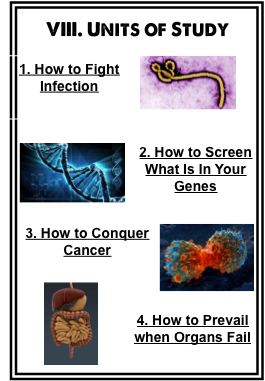 VIII. UNITS OF STUDY
1. How to Fight
Infection
2. How to Screen
What Is In Your
Genes
3. How to Conquer
Cancer
4. How to Prevail
when Organs Fail